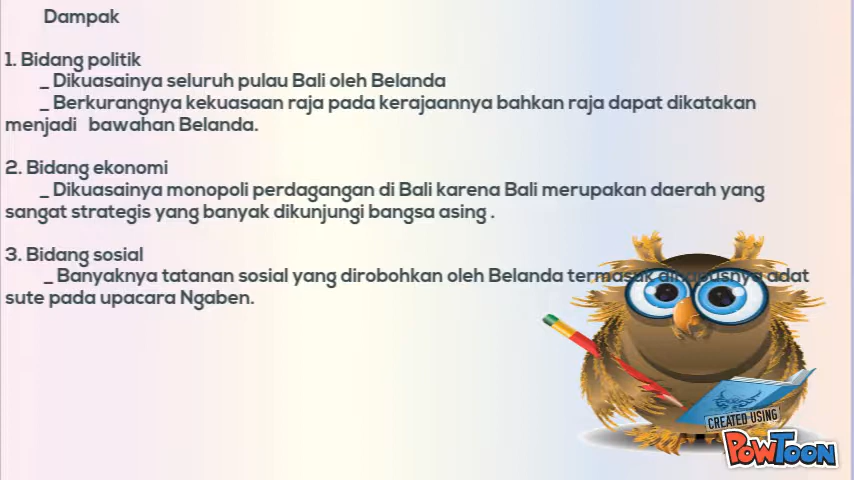 Dampak
1. Bidang politik
_ Dikuasainya seluruh pulau Bali oleh Belanda
_ Berkurangnya kekuasaan raja pada kerajaannya bahkan raja dapat dikatakan
menjadi bawahan Belanda.
2. Bidang ekonomi
_ Dikuasainya monopoli perdagangan di Bali karena Bali merupakan daerah yang
sangat strategis yang banyak dikunjungi bangsa asing .
3. Bidang sosial
_ Banyaknya tatanan sosial yang dirobohkan oleh Belanda termasuk dihapusnya adat
sute pada upacara Ngaben.
CREATED USING
POWTOON